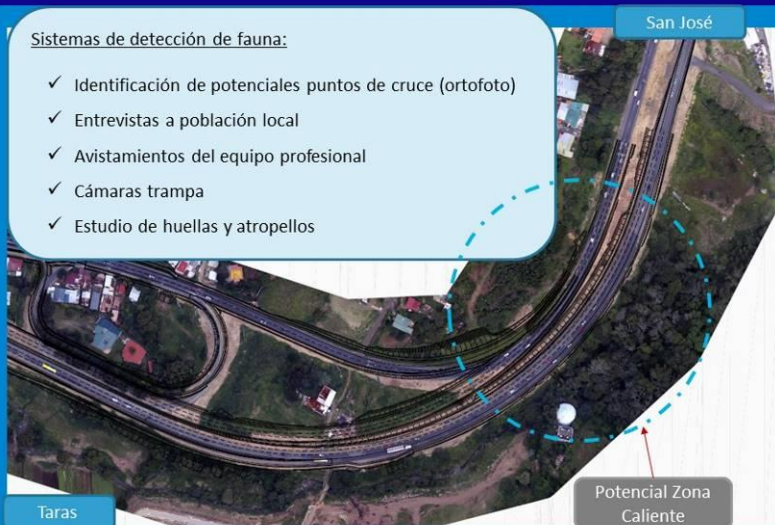 San José
Sistemas de detección de fauna:
✓ Identificación de potenciales puntos de cruce (ortofoto)
✓ Entrevistas a población local
✓ Avistamientos del equipo profesional
✓ Cámaras trampa
✓ Estudio de huellas y atropellos
Taras
Potencial Zona
Caliente